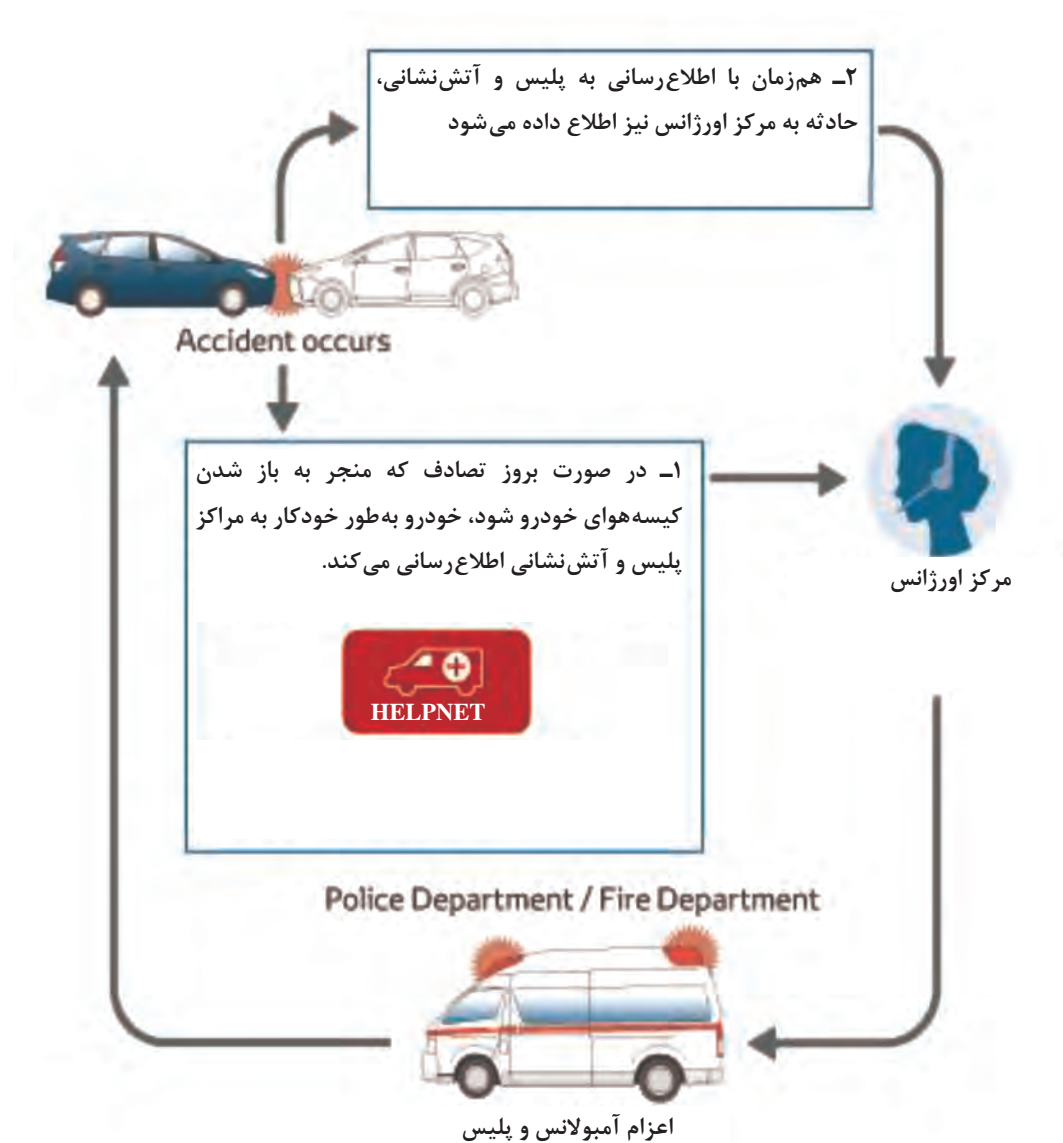 ۲ــ هم‌زمان با اطلاع‌رسانی به پلیس و آتش‌نشانی،
حادثه به مرکز اورژانس نیز اطلاع داده می‌شود
Accident occurs
۱ــ در صورت بروز تصادف که منجر به باز شدن
کیسه‌هوای خودرو شود، خودرو به‌طور خودکار به مراکز
پلیس و آتش‌نشانی اطلاع‌رسانی می‌کند.
HELPNET
مرکز اورژانس
Police Department / Fire Department
اعزام آمبولانس و پلیس